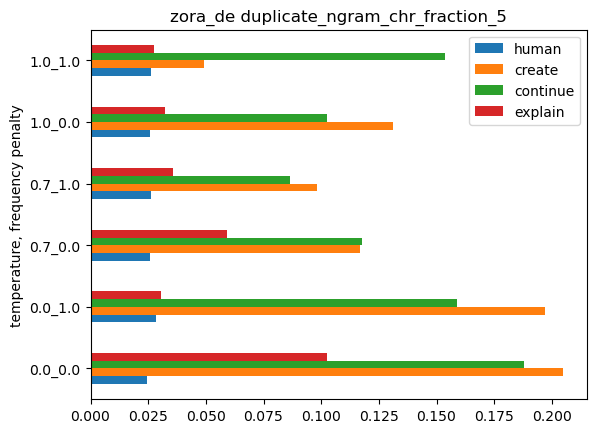 zora_de duplicate_ngram_chr_fraction_5
human
create
continue
explain
temperature, frequency penalty
1.0_1.0
1.0_0.0
0.7_1.0
0.7_0.0
0.0_1.0
0.0_0.0
0.000 0.025 0.050 0.075 0.100 0.125 0.150 0.175 0.200